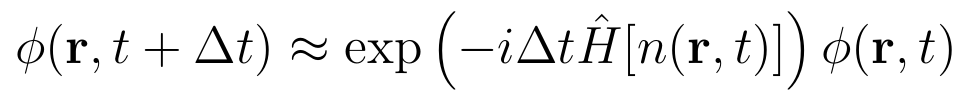 ϕ(𝐫, t + Δt) ≈ exp(−iΔtĤ[n(𝐫, t)]) ϕ(𝐫, t)